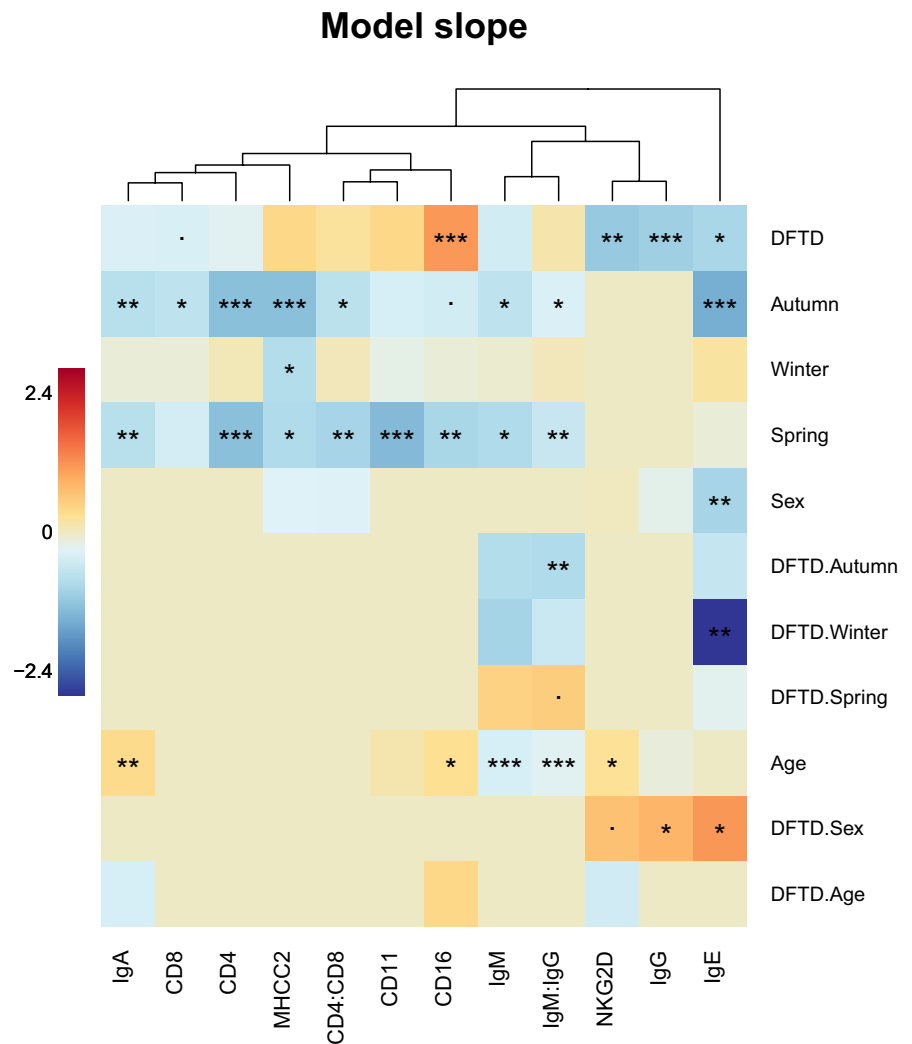 Model slope
· *** ** *** * DFTD
** * *** *** * · * * *** Autumn
* Winter
2.4
** *** * ** *** ** * ** Spring
0
** Sex
** DFTD.Autumn
** DFTD.Winter
−2.4
· DFTD.Spring
** * *** *** * Age
· * * DFTD.Sex
DFTD.Age
IgA CD8 CD4 MHCC2 CD4:CD8 CD11 CD16 IgM IgM:IgG NKG2D IgG IgE